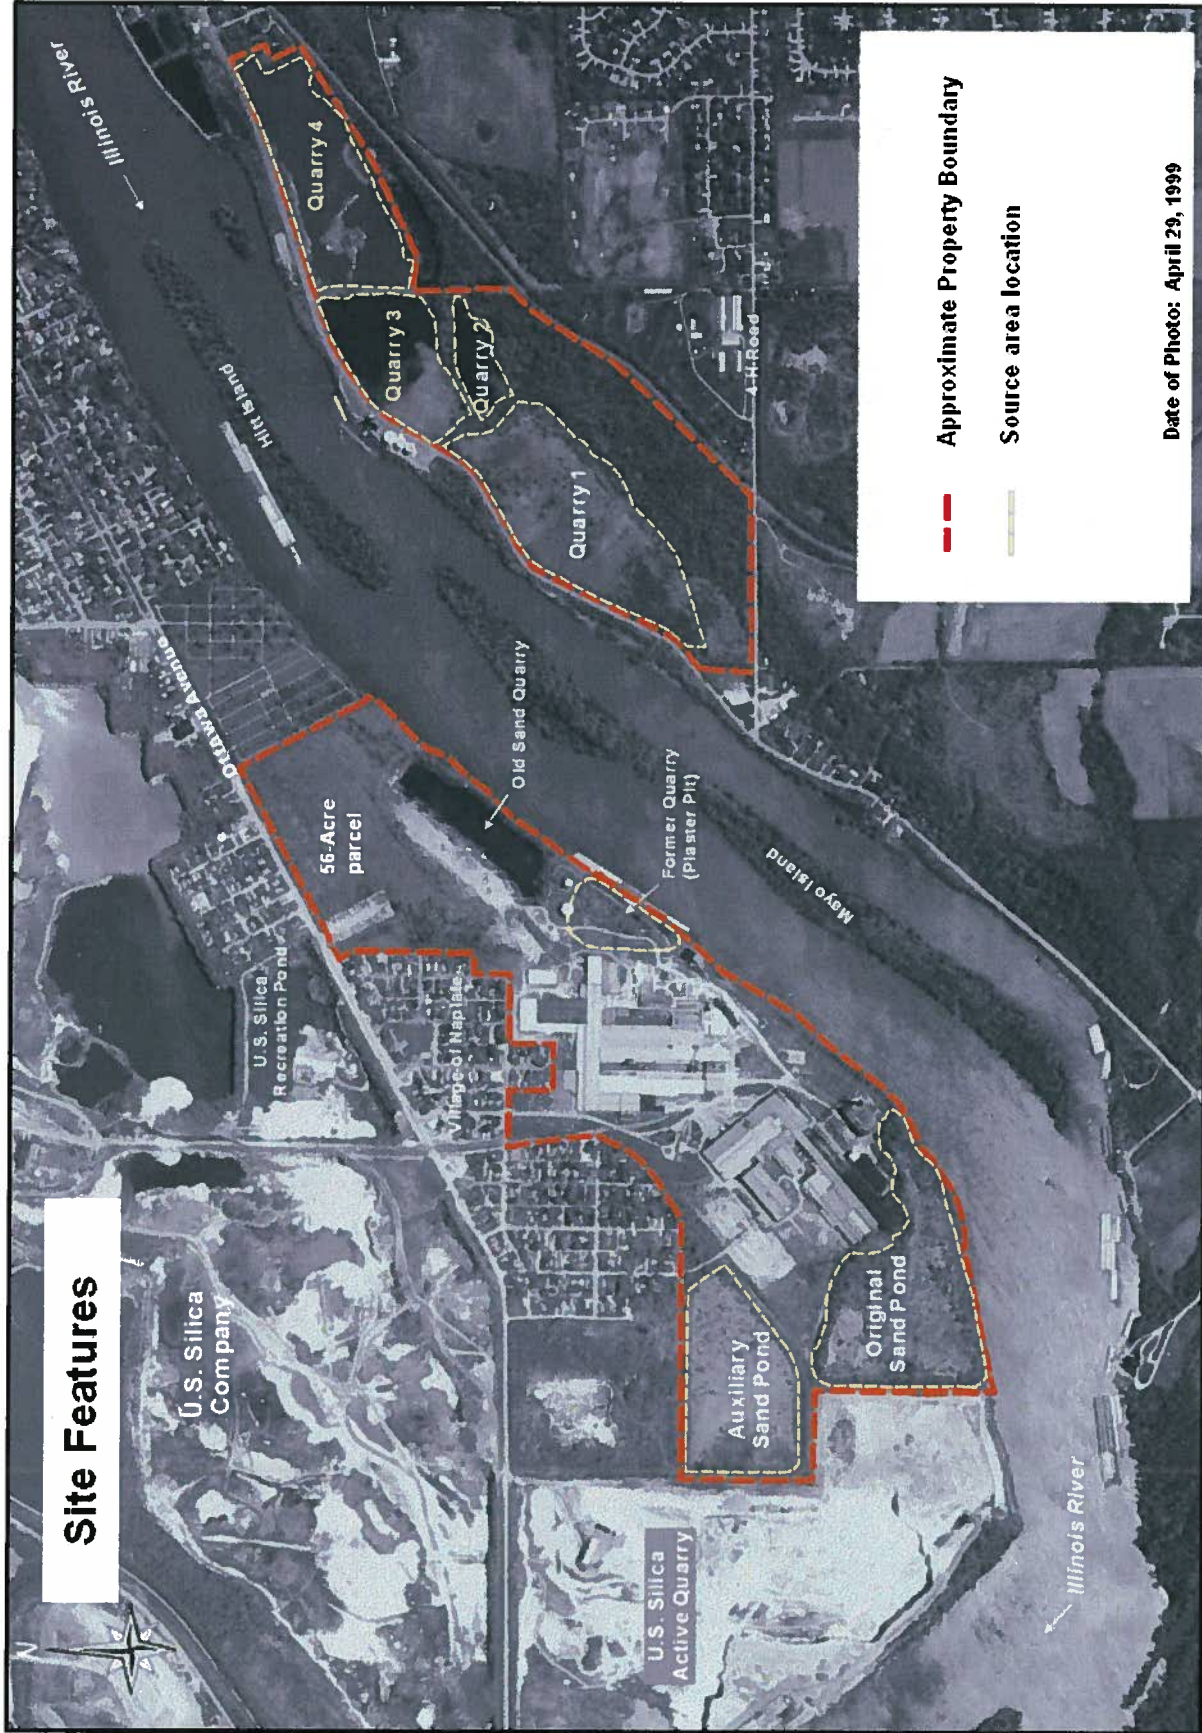 Site Features
Illinois River
Quarry 4
Quarry 3
Quarry 2
Quarry 1
Hitt Island
4 H Road
Ottawa Avenue
56-Acre
parcel
Old Sand Quarry
Former Quarry
(Plaster Pit)
Mayo Island
U.S. Silica
Recreation Pond
Village of Naplate
U.S. Silica
Company
Auxiliary
Sand Pond
Original
Sand Pond
U.S. Silica
Active Quarry
Illinois River
N
Approximate Property Boundary
Source area location
Date of Photo: April 29, 1999